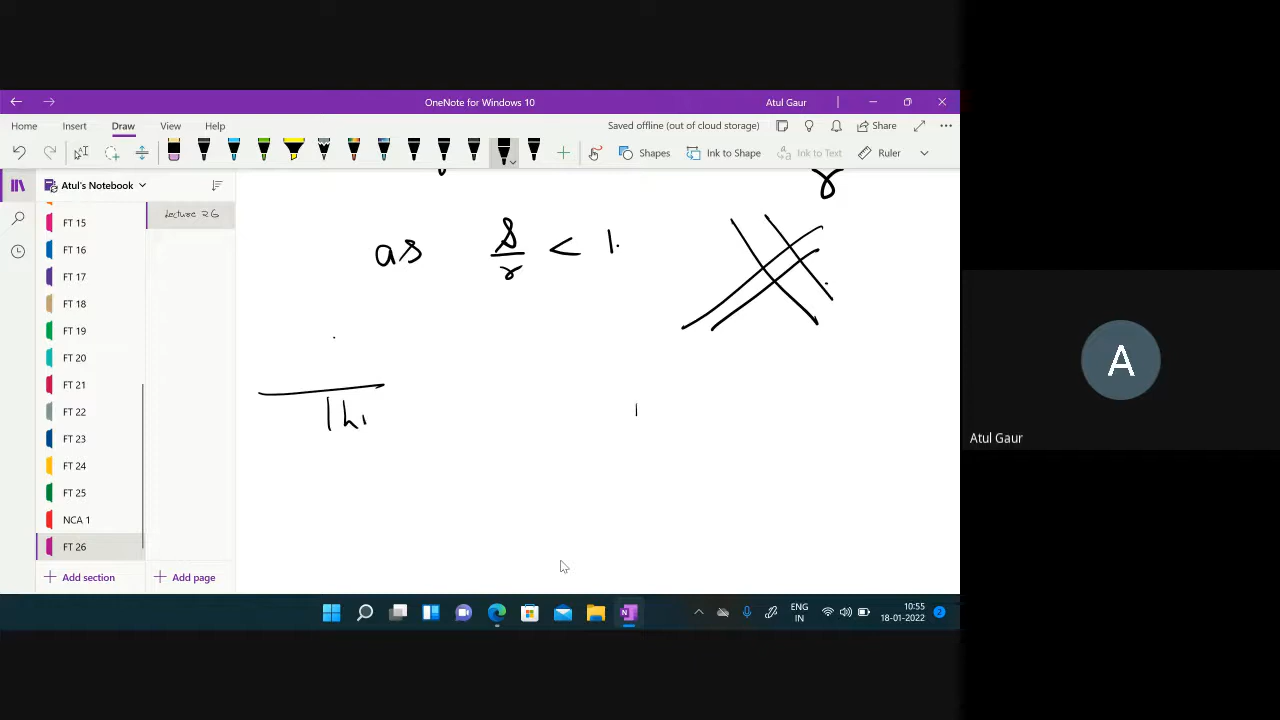 OneNote for Windows 10
Atul Gaur
Home Insert Draw View Help
Saved offline (out of cloud storage)
Share
Shapes
Ink to Shape
Ink to Text
Ruler
Atul's Notebook
Lecture 26
FT 15
FT 16
FT 17
FT 18
FT 19
FT 20
FT 21
FT 22
FT 23
FT 24
FT 25
NCA 1
FT 26
Add section
Add page
r
as s/r < 1.
Thi
A
Atul Gaur
ENG
IN
10:55
18-01-2022
2